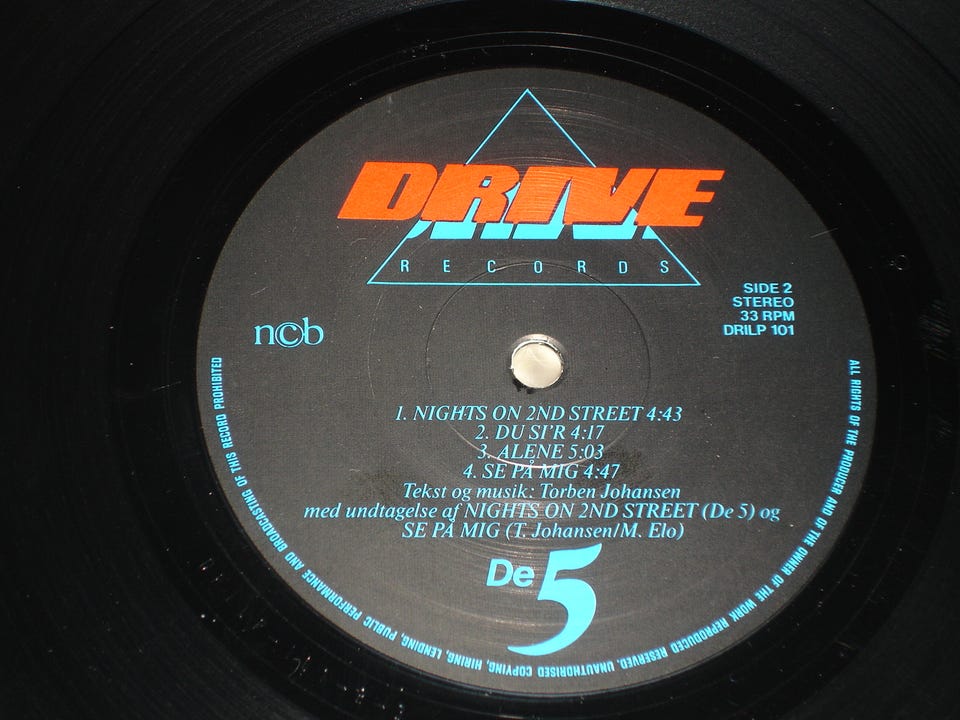 DRIVE
RECORDS
SIDE 2
STEREO
33 RPM
DRILP 101
ncb
1. NIGHTS ON 2ND STREET 4:43
2. DU SI'R 4:17
3. ALENE 5:03
4. SE PÅ MIG 4:47
Tekst og musik: Torben Johansen
med undtagelse af NIGHTS ON 2ND STREET (De 5) og
SE PÅ MIG (T. Johansen/M. Elo)
De 5
ALL RIGHTS OF THE PRODUCER AND OF THE OWNER OF THE WORK REPRODUCED RESERVED. UNAUTHORISED COPYING, HIRING, LENDING, PUBLIC PERFORMANCE AND BROADCASTING OF THIS RECORD PROHIBITED